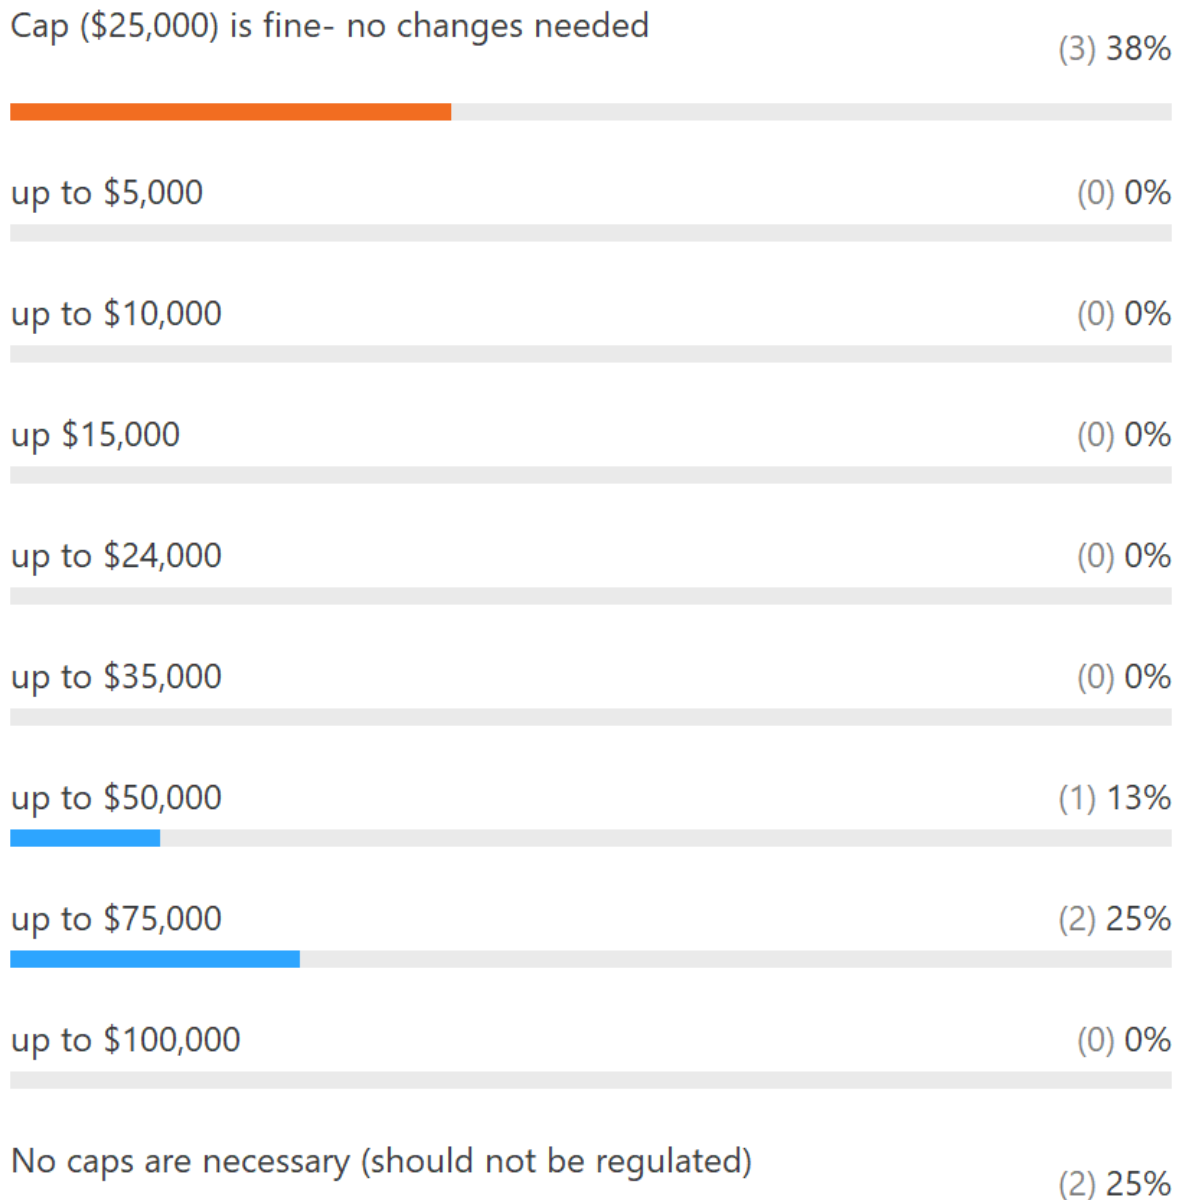 Cap ($25,000) is fine- no changes needed
(3) 38%
up to $5,000 (0) 0%
up to $10,000 (0) 0%
up $15,000 (0) 0%
up to $24,000 (0) 0%
up to $35,000 (0) 0%
up to $50,000 (1) 13%
up to $75,000 (2) 25%
up to $100,000 (0) 0%
No caps are necessary (should not be regulated)
(2) 25%